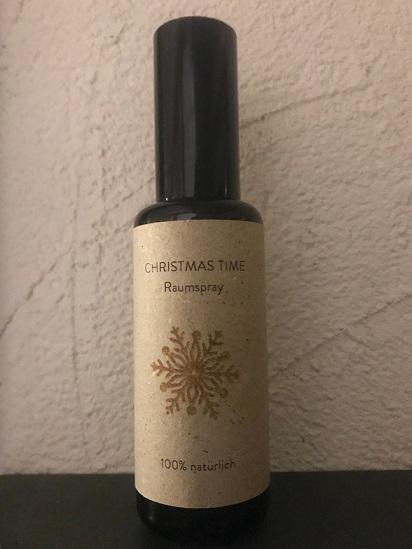 CHRISTMAS TIME
Raumspray
100% natürlich